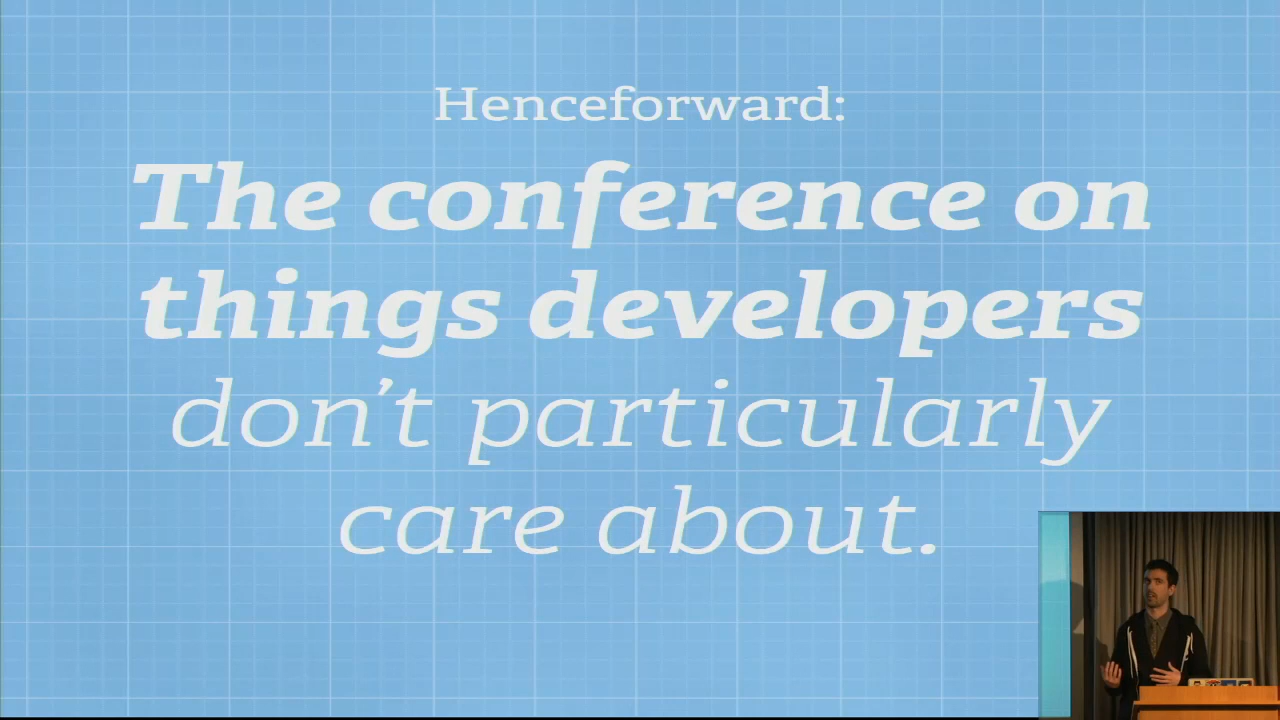 Henceforward:
The conference on
things developers
don’t particularly
care about.